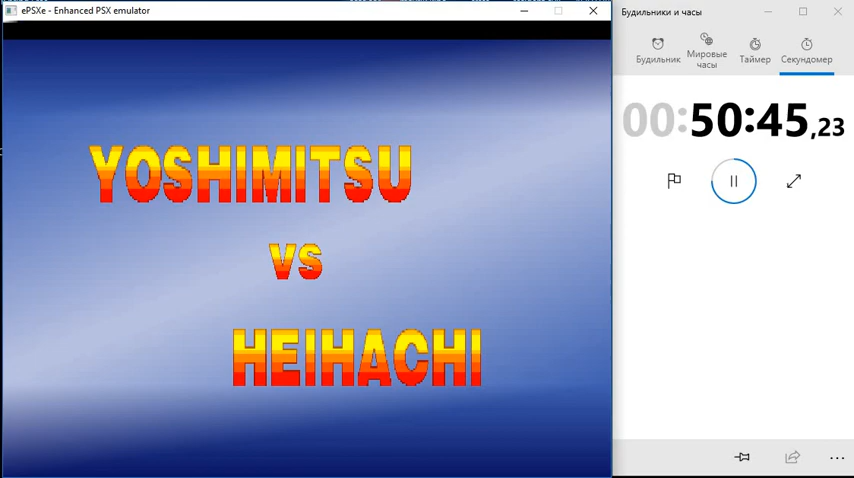 ePSXe - Enhanced PSX emulator
YOSHIMITSU
VS
HEIHACHI
Будильники и часы
Будильник
Мировые
часы
Таймер
Секундомер
00:50:45,23